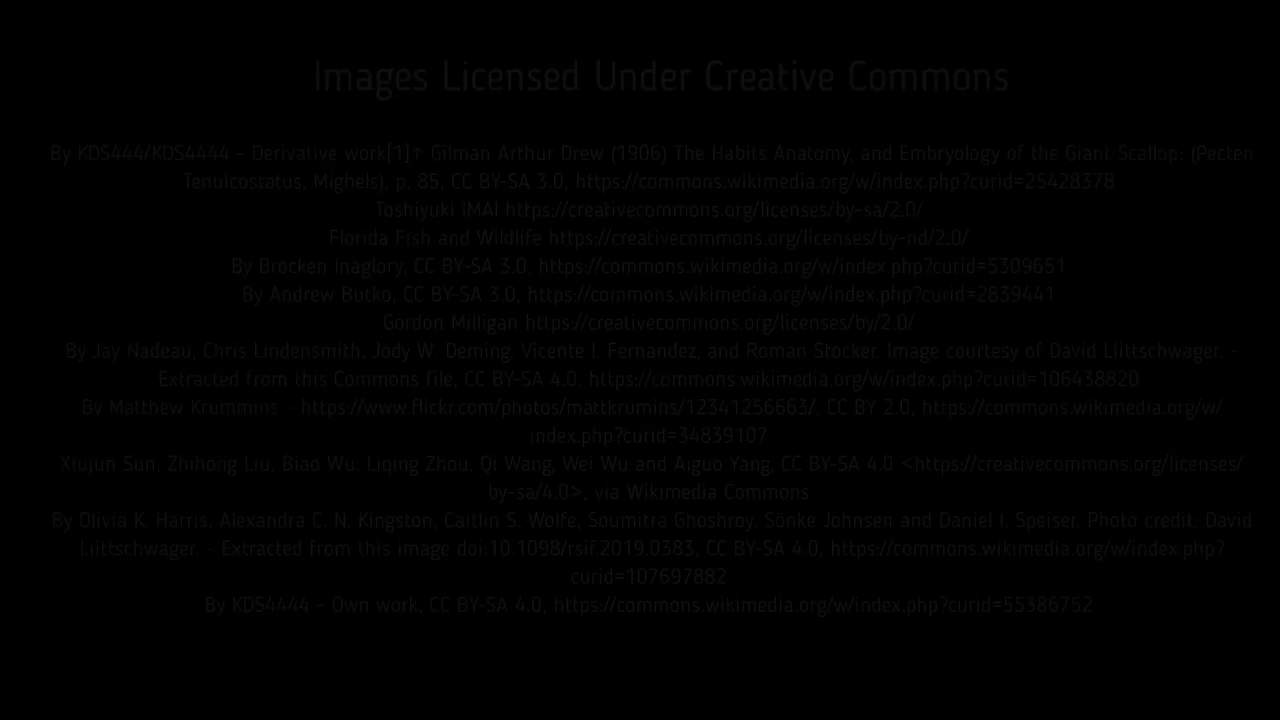 Images Licensed Under Creative Commons
By KDS444/KDS4444 - Derivative work[1]↑ Gilman Arthur Drew (1906) The Habits Anatomy, and Embryology of the Giant Scallop: (Pecten
Tenuicostatus, Mighels), p. 85, CC BY-SA 3.0, https://commons.wikimedia.org/w/index.php?curid=25428378
Toshiyuki IMAI https://creativecommons.org/licenses/by-sa/2.0/
Florida Fish and Wildlife https://creativecommons.org/licenses/by-nd/2.0/
By Brocken Inaglory, CC BY-SA 3.0, https://commons.wikimedia.org/w/index.php?curid=5309651
By Andrew Butko, CC BY-SA 3.0, https://commons.wikimedia.org/w/index.php?curid=2839441
Gordon Milligan https://creativecommons.org/licenses/by/2.0/
By Jay Nadeau, Chris Lindensmith, Jody W. Deming, Vicente I. Fernandez, and Roman Stocker. Image courtesy of David Liittschwager. -
Extracted from this Commons file, CC BY-SA 4.0, https://commons.wikimedia.org/w/index.php?curid=106438820
By Matthew Krummins - https://www.flickr.com/photos/mattkrumins/12341256663/, CC BY 2.0, https://commons.wikimedia.org/w/
index.php?curid=34839107
Xiujun Sun, Zhihong Liu, Biao Wu, Liqing Zhou, Qi Wang, Wei Wu and Aiguo Yang, CC BY-SA 4.0 <https://creativecommons.org/licenses/
by-sa/4.0>, via Wikimedia Commons
By Olivia K. Harris, Alexandra C. N. Kingston, Caitlin S. Wolfe, Soumitra Ghoshroy, Sönke Johnsen and Daniel I. Speiser. Photo credit: David
Liittschwager. - Extracted from this image doi:10.1098/rsif.2019.0383, CC BY-SA 4.0, https://commons.wikimedia.org/w/index.php?
curid=107697882
By KDS4444 - Own work, CC BY-SA 4.0, https://commons.wikimedia.org/w/index.php?curid=55386752